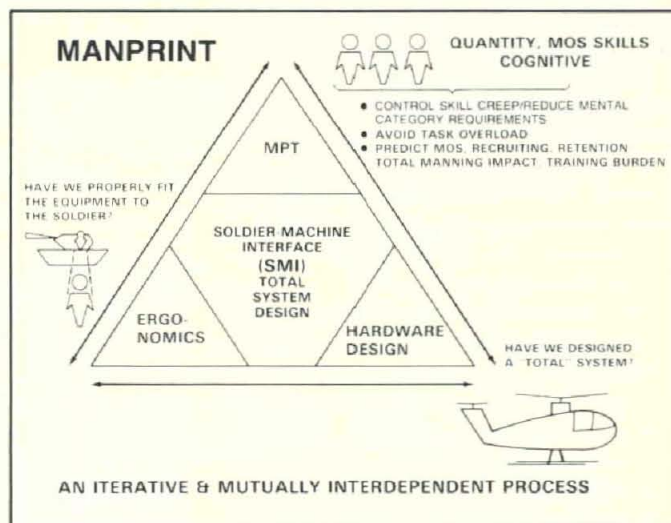 MANPRINT
QUANTITY, MOS SKILLS
COGNITIVE
• CONTROL SKILL CREEP/REDUCE MENTAL
CATEGORY REQUIREMENTS
• AVOID TASK OVERLOAD
• PREDICT MOS, RECRUITING, RETENTION
TOTAL MANNING IMPACT, TRAINING BURDEN
MPT
HAVE WE PROPERLY FIT
THE EQUIPMENT TO
THE SOLDIER?
SOLDIER-MACHINE
INTERFACE
(SMI)
TOTAL
SYSTEM
DESIGN
ERGO-
NOMICS
HARDWARE
DESIGN
HAVE WE DESIGNED
A "TOTAL" SYSTEM?
AN ITERATIVE & MUTUALLY INTERDEPENDENT PROCESS